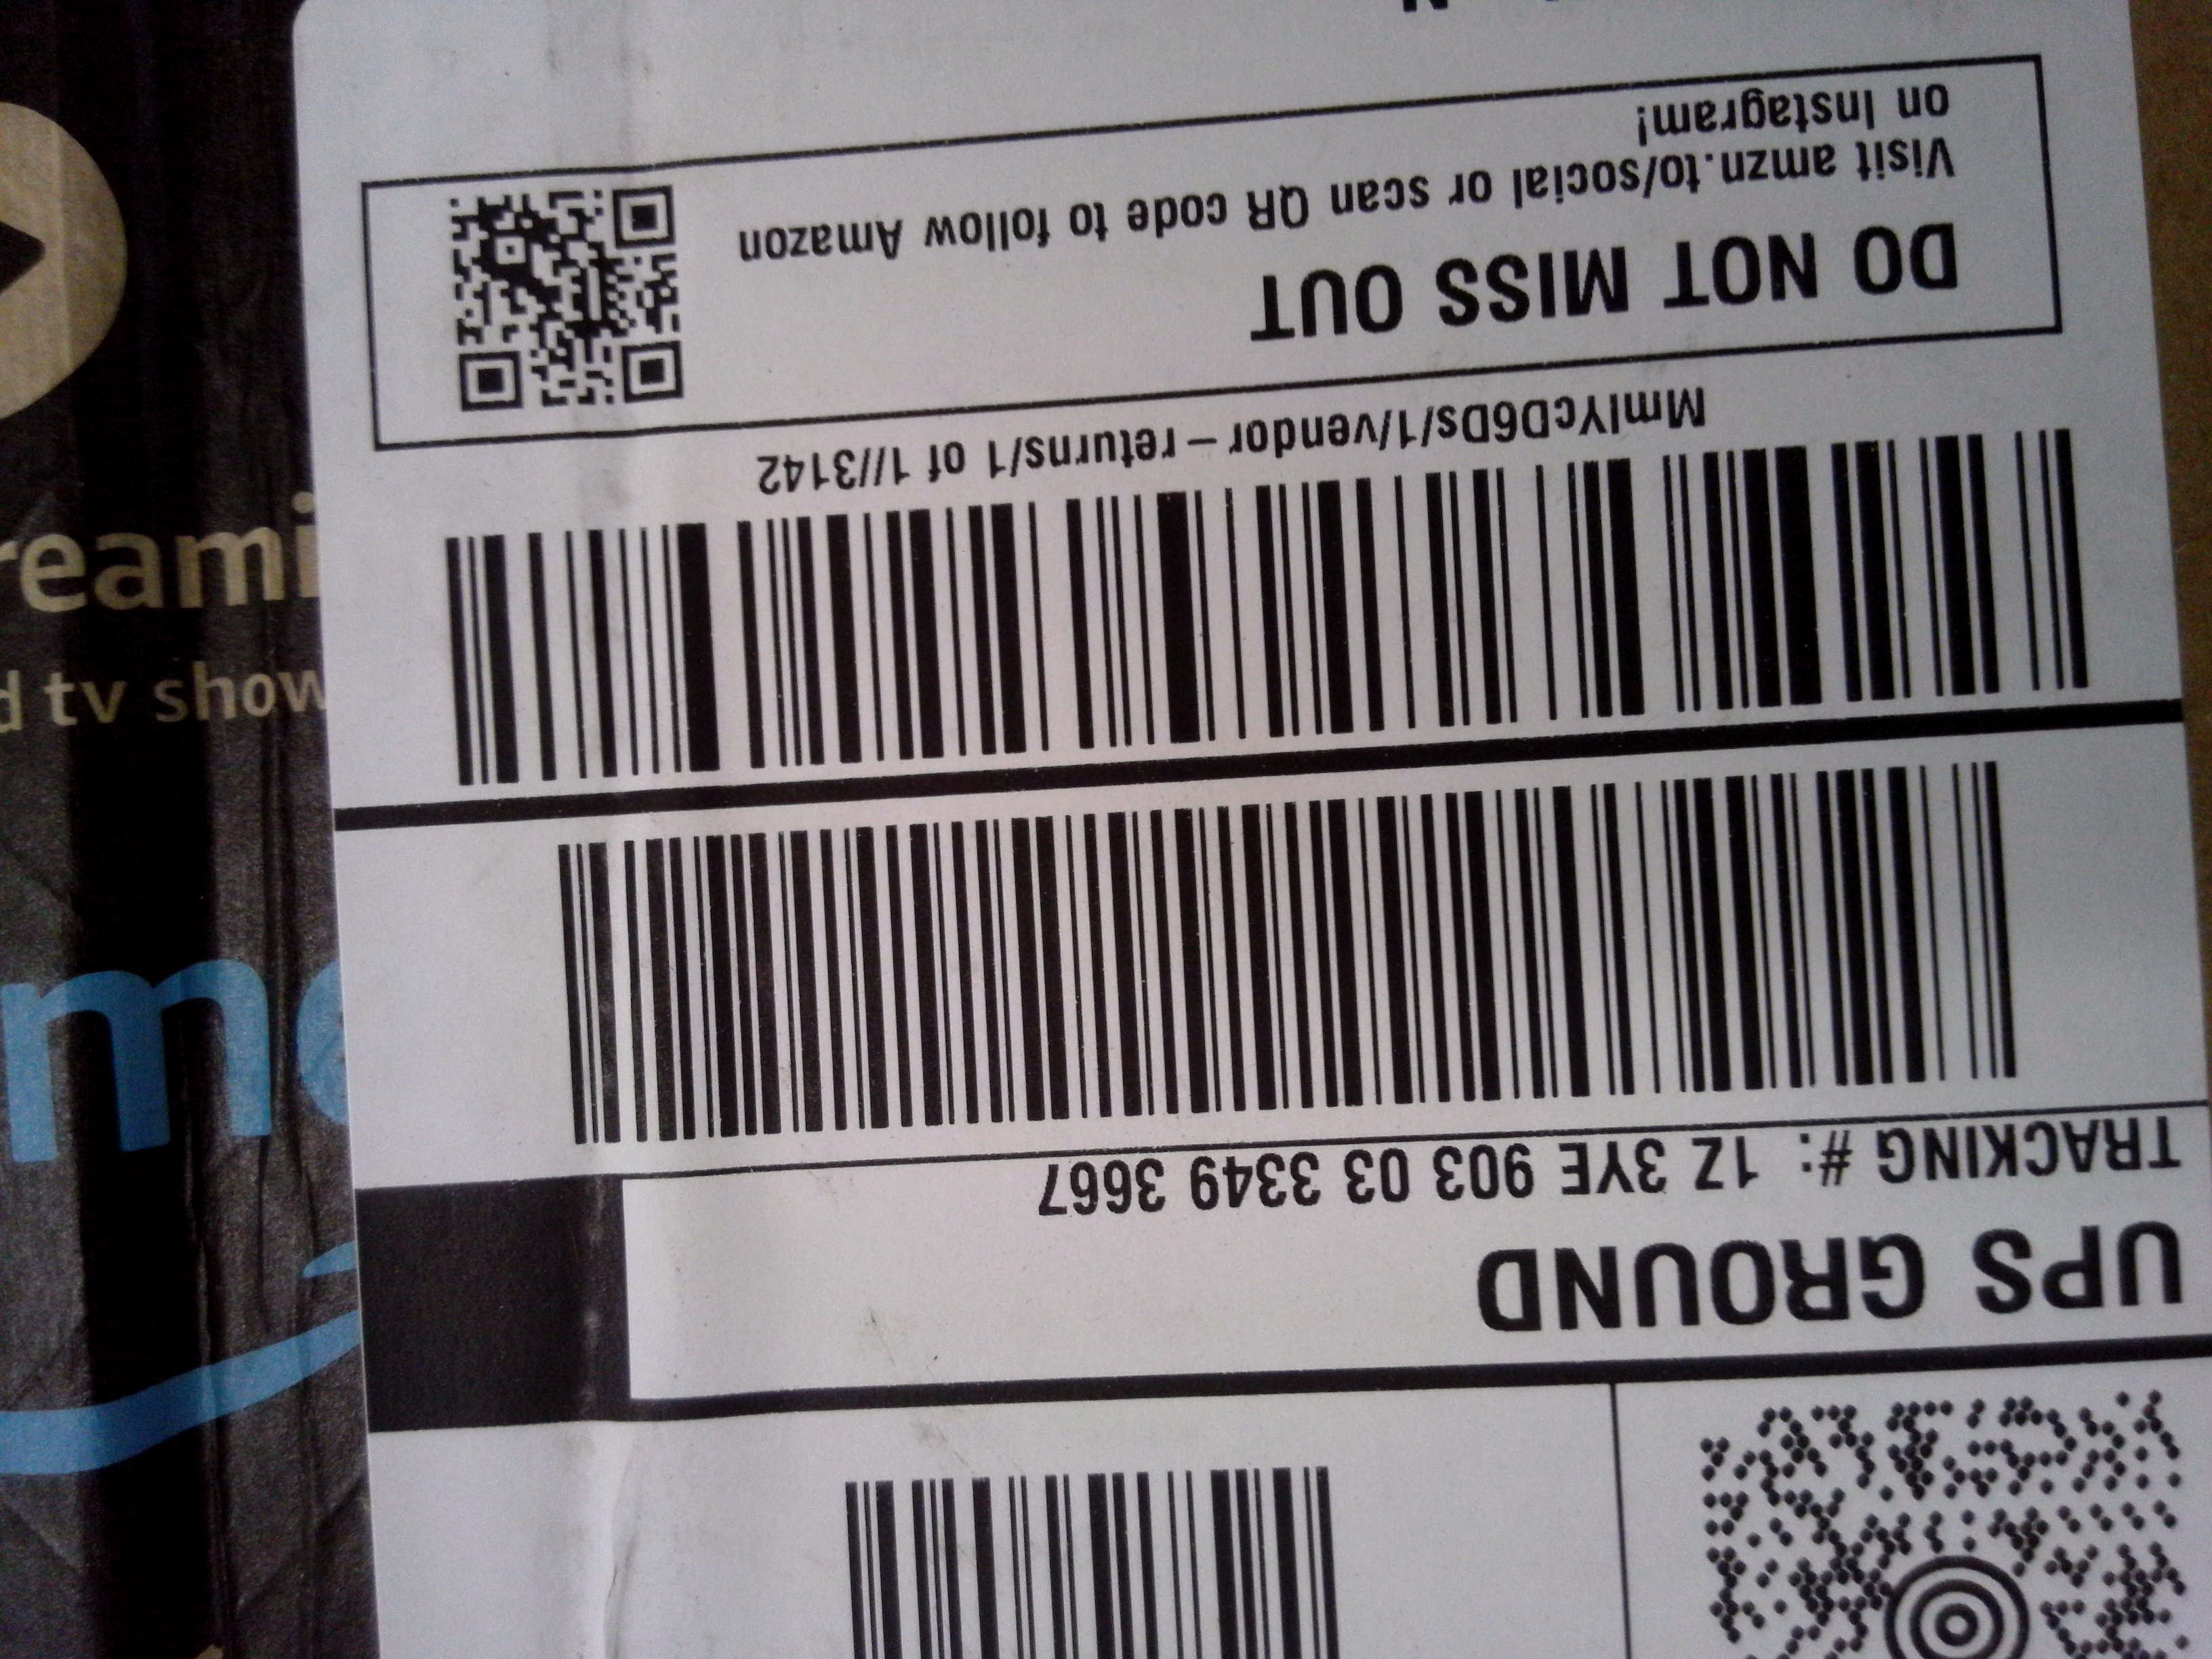 UPS GROUND
TRACKING #: 1Z 3YE 903 03 3349 3667
MmlYcD6Ds/1/vendor-returns/1 of 1//3142
DO NOT MISS OUT
Visit amzn.to/social or scan QR code to follow Amazon
on Instagram!
reami
d tv show